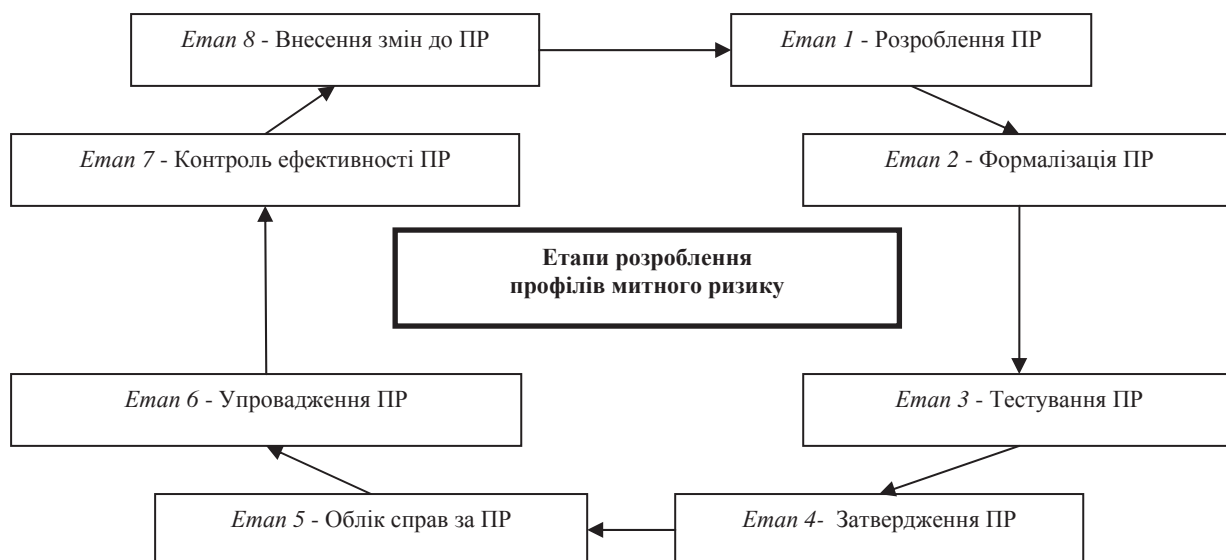 Етап 8 - Внесення змін до ПР
Етап 1 - Розроблення ПР
Етап 7 - Контроль ефективності ПР
Етап 2 - Формалізація ПР
Етапи розроблення
профілів митного ризику
Етап 6 - Упровадження ПР
Етап 3 - Тестування ПР
Етап 5 - Облік справ за ПР
Етап 4- Затвердження ПР